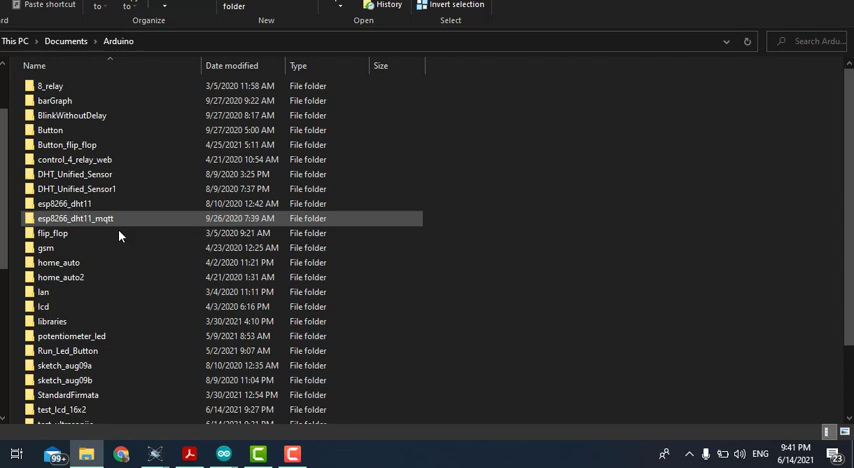 Paste shortcut
to
to
folder
History
Invert selection
Organize
New
Open
Select
This PC > Documents > Arduino
Search Ardu...
Name Date modified Type Size
8_relay 3/5/2020 11:58 AM File folder
barGraph 9/27/2020 9:22 AM File folder
BlinkWithoutDelay 9/27/2020 8:17 AM File folder
Button 9/27/2020 5:00 AM File folder
Button_flip_flop 4/25/2021 5:11 AM File folder
control_4_relay_web 4/21/2020 10:54 AM File folder
DHT_Unified_Sensor 8/9/2020 3:25 PM File folder
DHT_Unified_Sensor1 8/9/2020 7:37 PM File folder
esp8266_dht11 8/10/2020 12:42 AM File folder
esp8266_dht11_mqtt 9/26/2020 7:39 AM File folder
flip_flop 3/5/2020 9:21 AM File folder
gsm 4/23/2020 12:25 AM File folder
home_auto 4/2/2020 11:21 PM File folder
home_auto2 4/21/2020 1:31 AM File folder
lan 3/4/2020 11:11 PM File folder
lcd 4/3/2020 6:16 PM File folder
libraries 3/30/2021 4:10 PM File folder
potentiometer_led 5/9/2021 8:53 AM File folder
Run_Led_Button 5/2/2021 9:07 AM File folder
sketch_aug09a 8/10/2020 12:35 AM File folder
sketch_aug09b 8/9/2020 11:04 PM File folder
StandardFirmata 3/30/2021 12:54 PM File folder
test_lcd_16x2 6/14/2021 9:27 PM File folder
99+
ENG
9:41 PM
6/14/2021
23